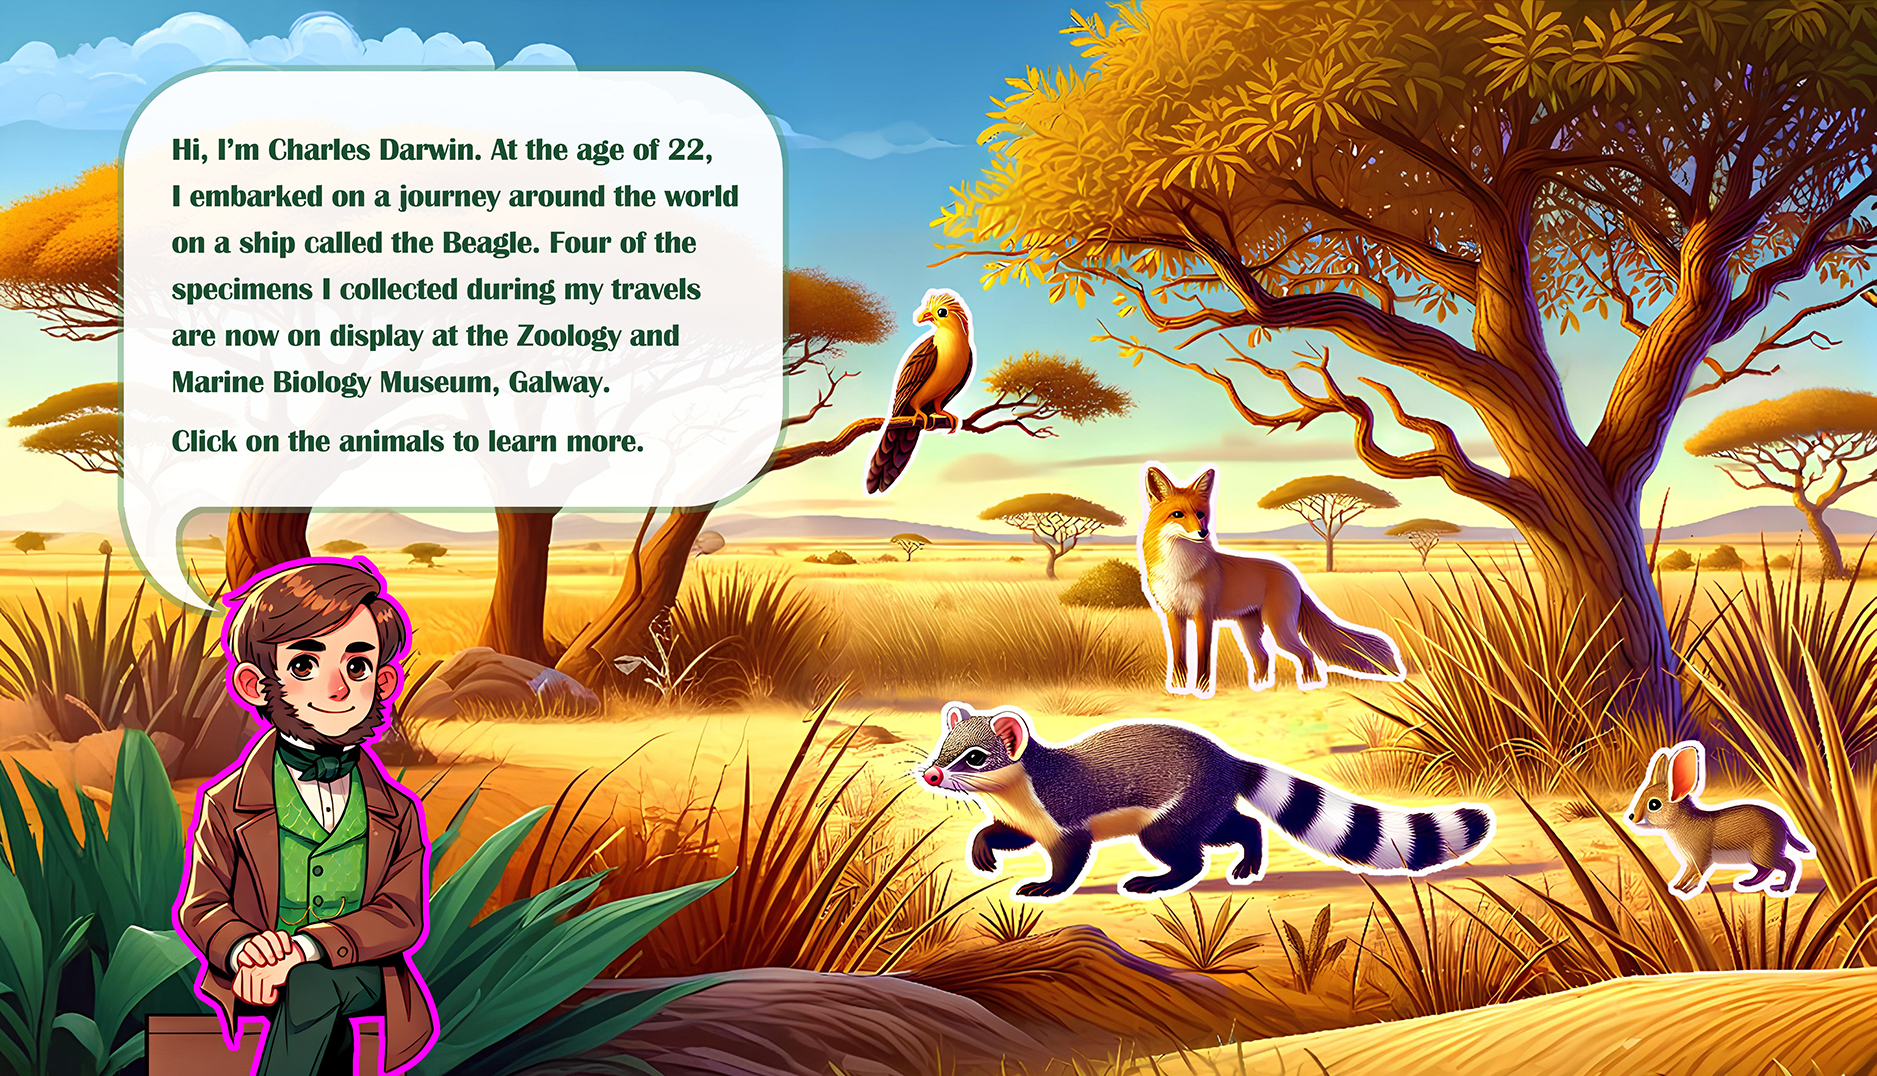 Hi, I’m Charles Darwin. At the age of 22,
I embarked on a journey around the world
on a ship called the Beagle. Four of the
specimens I collected during my travels
are now on display at the Zoology and
Marine Biology Museum, Galway.
Click on the animals to learn more.